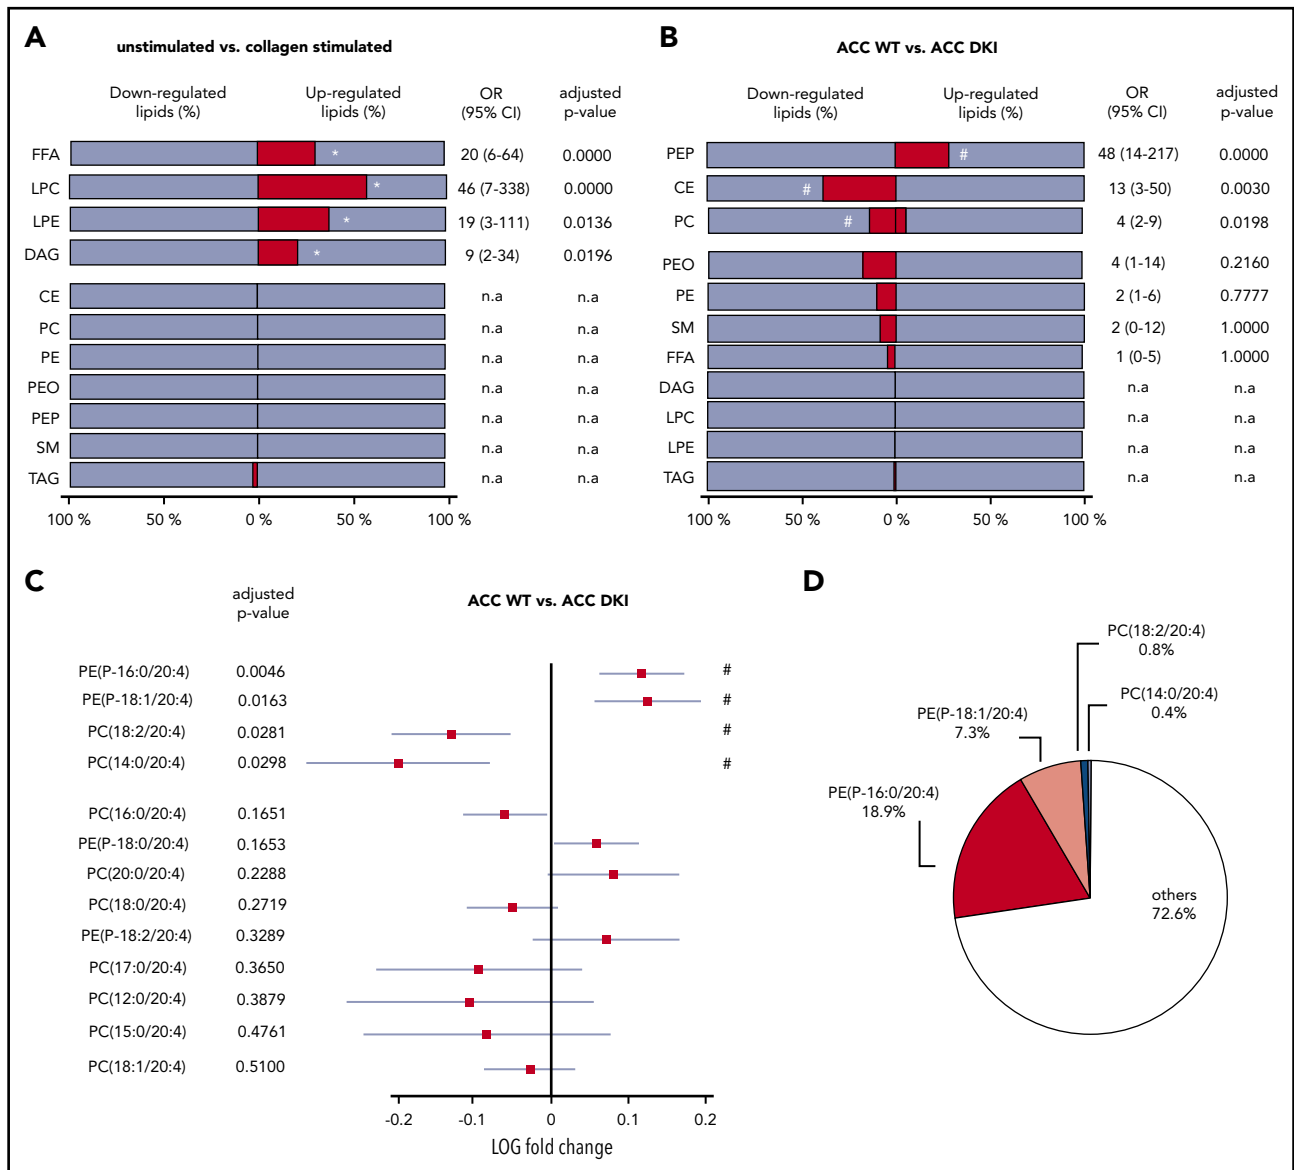 A
unstimulated vs. collagen stimulated
Down-regulated
lipids (%)
Up-regulated
lipids (%)
OR
(95% CI)
adjusted
p-value
FFA * 20 (6-64) 0.0000
LPC * 46 (7-338) 0.0000
LPE * 19 (3-111) 0.0136
DAG * 9 (2-34) 0.0196
CE n.a n.a
PC n.a n.a
PE n.a n.a
PEO n.a n.a
PEP n.a n.a
SM n.a n.a
TAG n.a n.a
100 % 50 % 0 % 50 % 100 %
B
ACC WT vs. ACC DKI
Down-regulated
lipids (%)
Up-regulated
lipids (%)
OR
(95% CI)
adjusted
p-value
PEP # 48 (14-217) 0.0000
CE # 13 (3-50) 0.0030
PC # 4 (2-9) 0.0198
PEO 4 (1-14) 0.2160
PE 2 (1-6) 0.7777
SM 2 (0-12) 1.0000
FFA 1 (0-5) 1.0000
DAG n.a n.a
LPC n.a n.a
LPE n.a n.a
TAG n.a n.a
100 % 50 % 0 % 50 % 100 %
C
adjusted
p-value
ACC WT vs. ACC DKI
PE(P-16:0/20:4) 0.0046 #
PE(P-18:1/20:4) 0.0163 #
PC(18:2/20:4) 0.0281 #
PC(14:0/20:4) 0.0298 #
PC(16:0/20:4) 0.1651
PE(P-18:0/20:4) 0.1653
PC(20:0/20:4) 0.2288
PC(18:0/20:4) 0.2719
PE(P-18:2/20:4) 0.3289
PC(17:0/20:4) 0.3650
PC(12:0/20:4) 0.3879
PC(15:0/20:4) 0.4761
PC(18:1/20:4) 0.5100
-0.2 -0.1 0 0.1 0.2
LOG fold change
D
PC(18:2/20:4)
0.8%
PC(14:0/20:4)
0.4%
PE(P-18:1/20:4)
7.3%
PE(P-16:0/20:4)
18.9%
others
72.6%